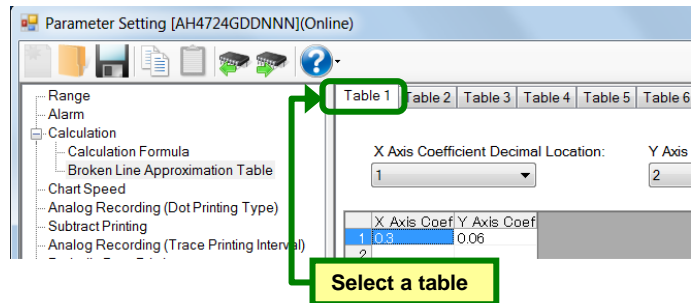 Parameter Setting [AH4724GDDNNN](Online)
Range
Alarm
Calculation
Calculation Formula
Broken Line Approximation Table
Chart Speed
Analog Recording (Dot Printing Type)
Subtract Printing
Analog Recording (Trace Printing Interval)
Table 1 Table 2 Table 3 Table 4 Table 5 Table 6
X Axis Coefficient Decimal Location: Y Axis
1 2
X Axis Coef Y Axis Coef
1 0.3 0.06
2
Select a table